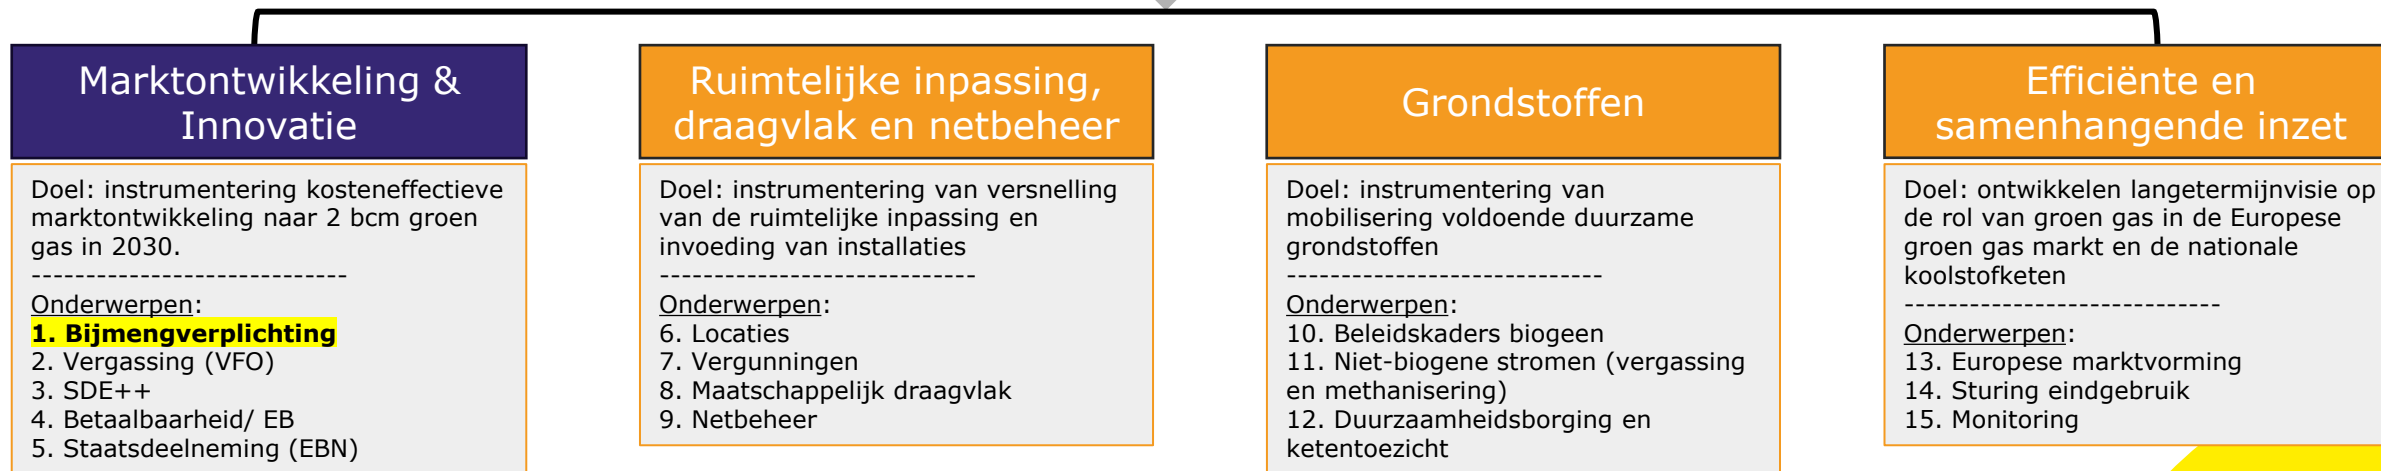 Marktontwikkeling &
Innovatie
Doel: instrumentering kosteneffectieve
marktontwikkeling naar 2 bcm groen
gas in 2030.
-----------------------------
Onderwerpen:
1. Bijmengverplichting
2. Vergassing (VFO)
3. SDE++
4. Betaalbaarheid/ EB
5. Staatsdeelneming (EBN)
Ruimtelijke inpassing,
draagvlak en netbeheer
Doel: instrumentering van versnelling
van de ruimtelijke inpassing en
invoeding van installaties
-----------------------------
Onderwerpen:
6. Locaties
7. Vergunningen
8. Maatschappelijk draagvlak
9. Netbeheer
Grondstoffen
Doel: instrumentering van
mobilisering voldoende duurzame
grondstoffen
-----------------------------
Onderwerpen:
10. Beleidskaders biogeen
11. Niet-biogene stromen (vergassing
en methanisering)
12. Duurzaamheidsborging en
ketentoezicht
Efficiënte en
samenhangende inzet
Doel: ontwikkelen langetermijnvisie op
de rol van groen gas in de Europese
groen gas markt en de nationale
koolstofketen
-----------------------------
Onderwerpen:
13. Europese marktvorming
14. Sturing eindgebruik
15. Monitoring